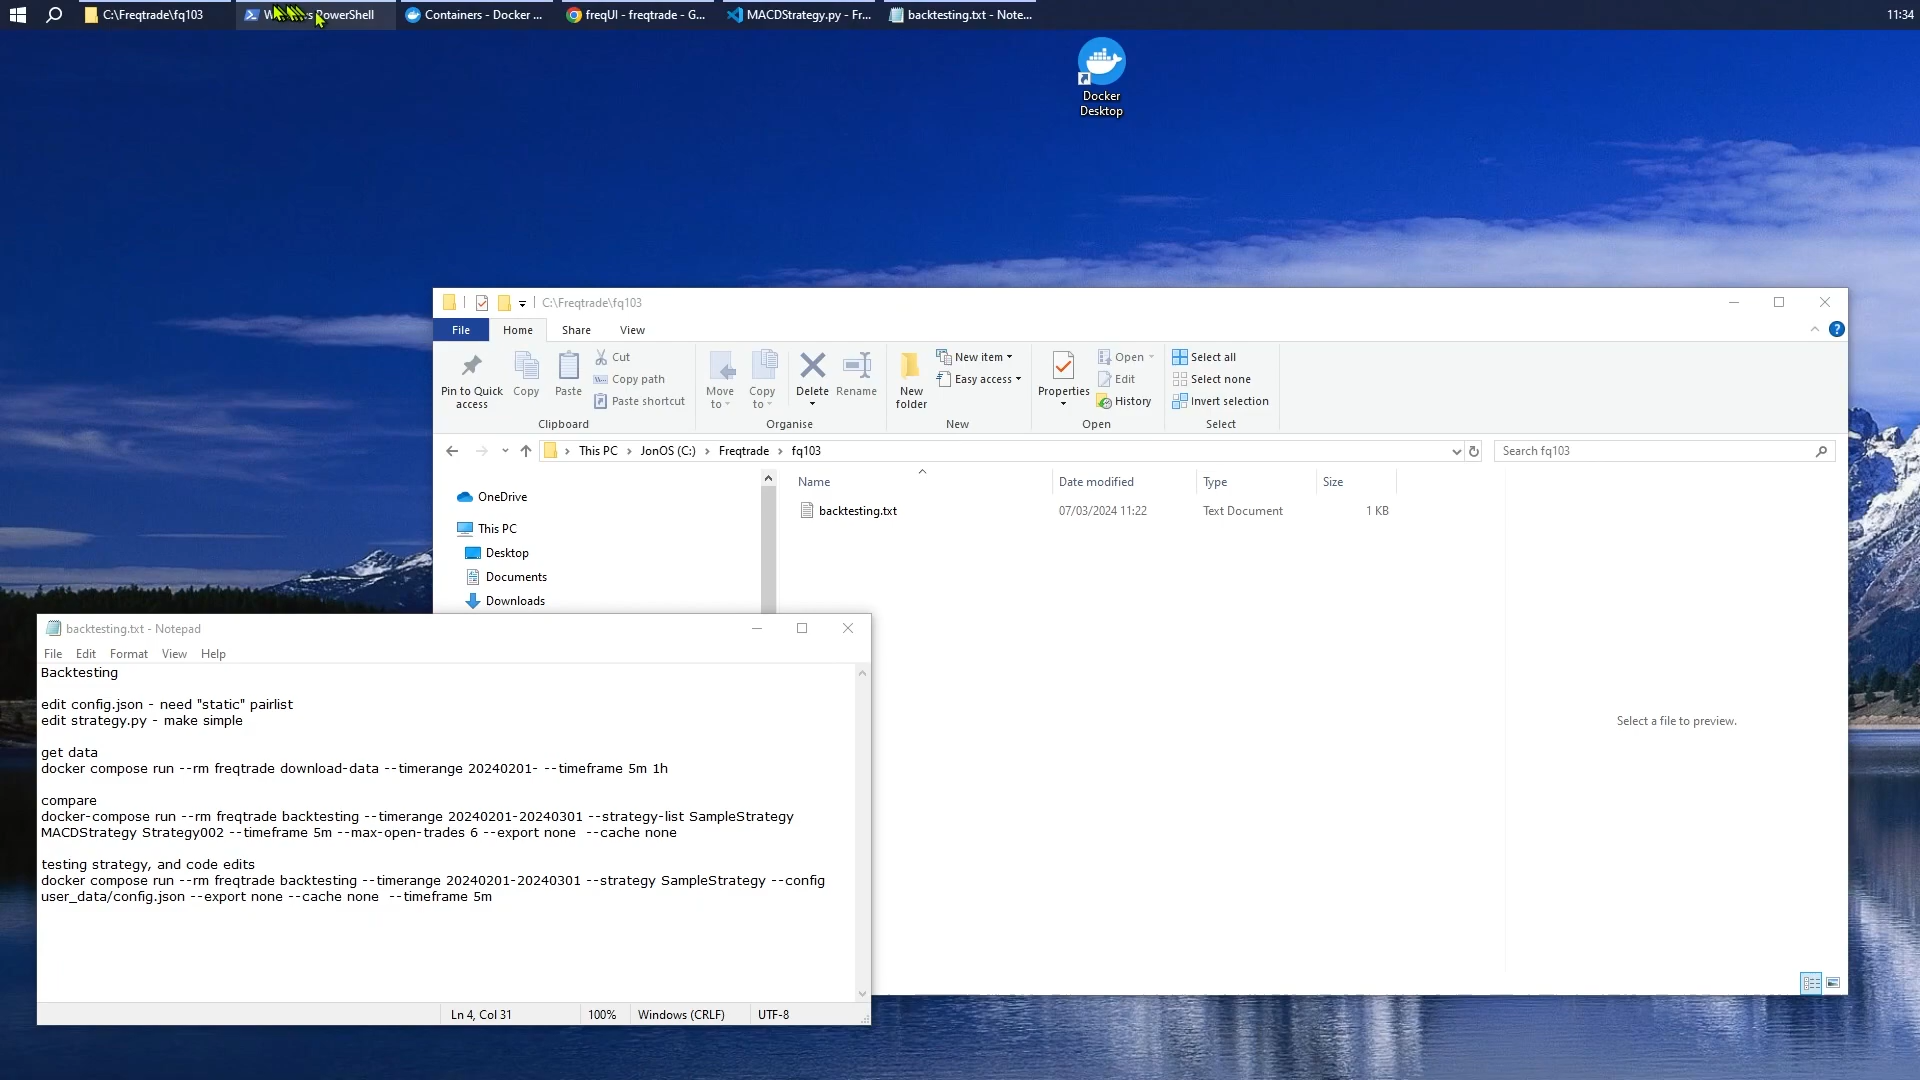 C:\Freqtrade\fq103
PowerShell
Containers - Docker ...
freqUI - freqtrade - G...
MACDStrategy.py - Fr...
backtesting.txt - Note...
11:34
Docker
Desktop
C:\Freqtrade\fq103
File
Home
Share
View
Pin to Quick
access
Copy
Paste
Cut
Copy path
Paste shortcut
Clipboard
Move
to
Copy
to
Delete
Rename
Organise
New
folder
New item
Easy access
New
Properties
Open
Edit
History
Open
Select all
Select none
Invert selection
Select
This PC
JonOS (C:)
Freqtrade
fq103
Search fq103
OneDrive
This PC
Desktop
Documents
Downloads
Name
Date modified
Type
Size
backtesting.txt
07/03/2024 11:22
Text Document
1 KB
Select a file to preview.
backtesting.txt - Notepad
File
Edit
Format
View
Help
Backtesting
edit config.json - need "static" pairlist
edit strategy.py - make simple
get data
docker compose run --rm freqtrade download-data --timerange 20240201- --timeframe 5m 1h
compare
docker-compose run --rm freqtrade backtesting --timerange 20240201-20240301 --strategy-list SampleStrategy
MACDStrategy Strategy002 --timeframe 5m --max-open-trades 6 --export none  --cache none
testing strategy, and code edits
docker compose run --rm freqtrade backtesting --timerange 20240201-20240301 --strategy SampleStrategy --config
user_data/config.json --export none --cache none  --timeframe 5m
Ln 4, Col 31
100%
Windows (CRLF)
UTF-8